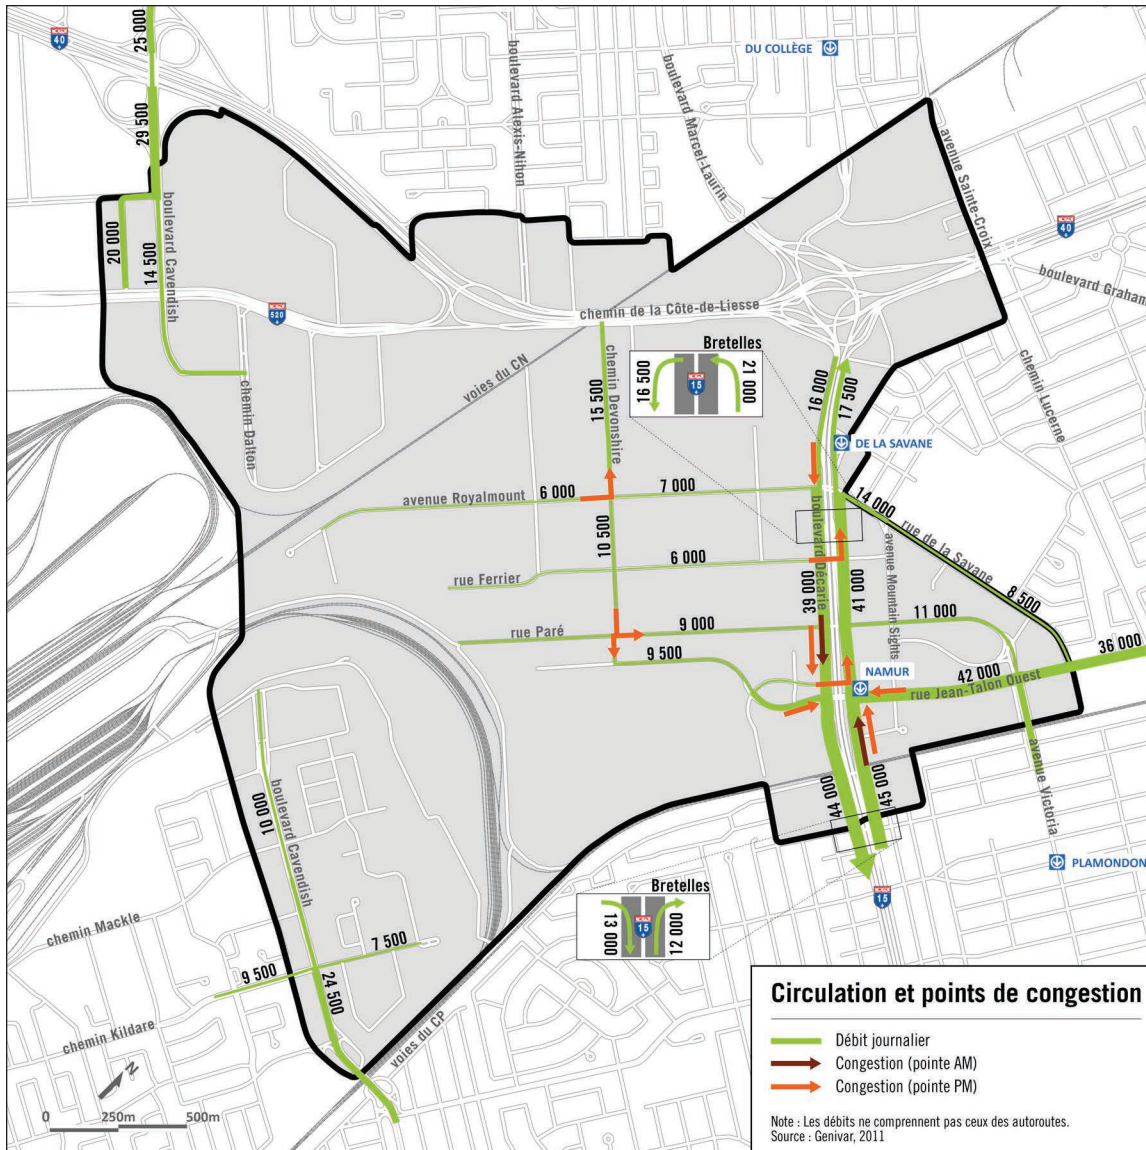 25 000
40
29 500
boulevard Alexis-Nihon
DU COLLÈGE
boulevard Marcel-Laurin
avenue Sainte-Croix
40
boulevard Graham
20 000
14 500
boulevard Cavendish
520
chemin de la Côte-de-Liesse
chemin Dalton
voies du CN
chemin Devonshire
15 500
Bretelles
16 500
15
21 000
16 000
17 500
chemin Lucerne
DE LA SAVANE
avenue Royalmount
6 000
7 000
14 000
rue de la Savane
10 500
boulevard Décarie
rue Ferrier
6 000
39 000
41 000
avenue Mountain Sights
8 500
rue Paré
9 000
11 000
36 000
9 500
NAMUR
42 000
rue Jean-Talon Ouest
avenue Victoria
boulevard Cavendish
10 000
44 000
45 000
PLAMONDON
15
Bretelles
13 000
15
12 000
chemin Mackle
7 500
9 500
24 500
chemin Kildare
voies du CP
N
0 250m 500m
Circulation et points de congestion
Débit journalier
Congestion (pointe AM)
Congestion (pointe PM)
Note : Les débits ne comprennent pas ceux des autoroutes.
Source : Genivar, 2011